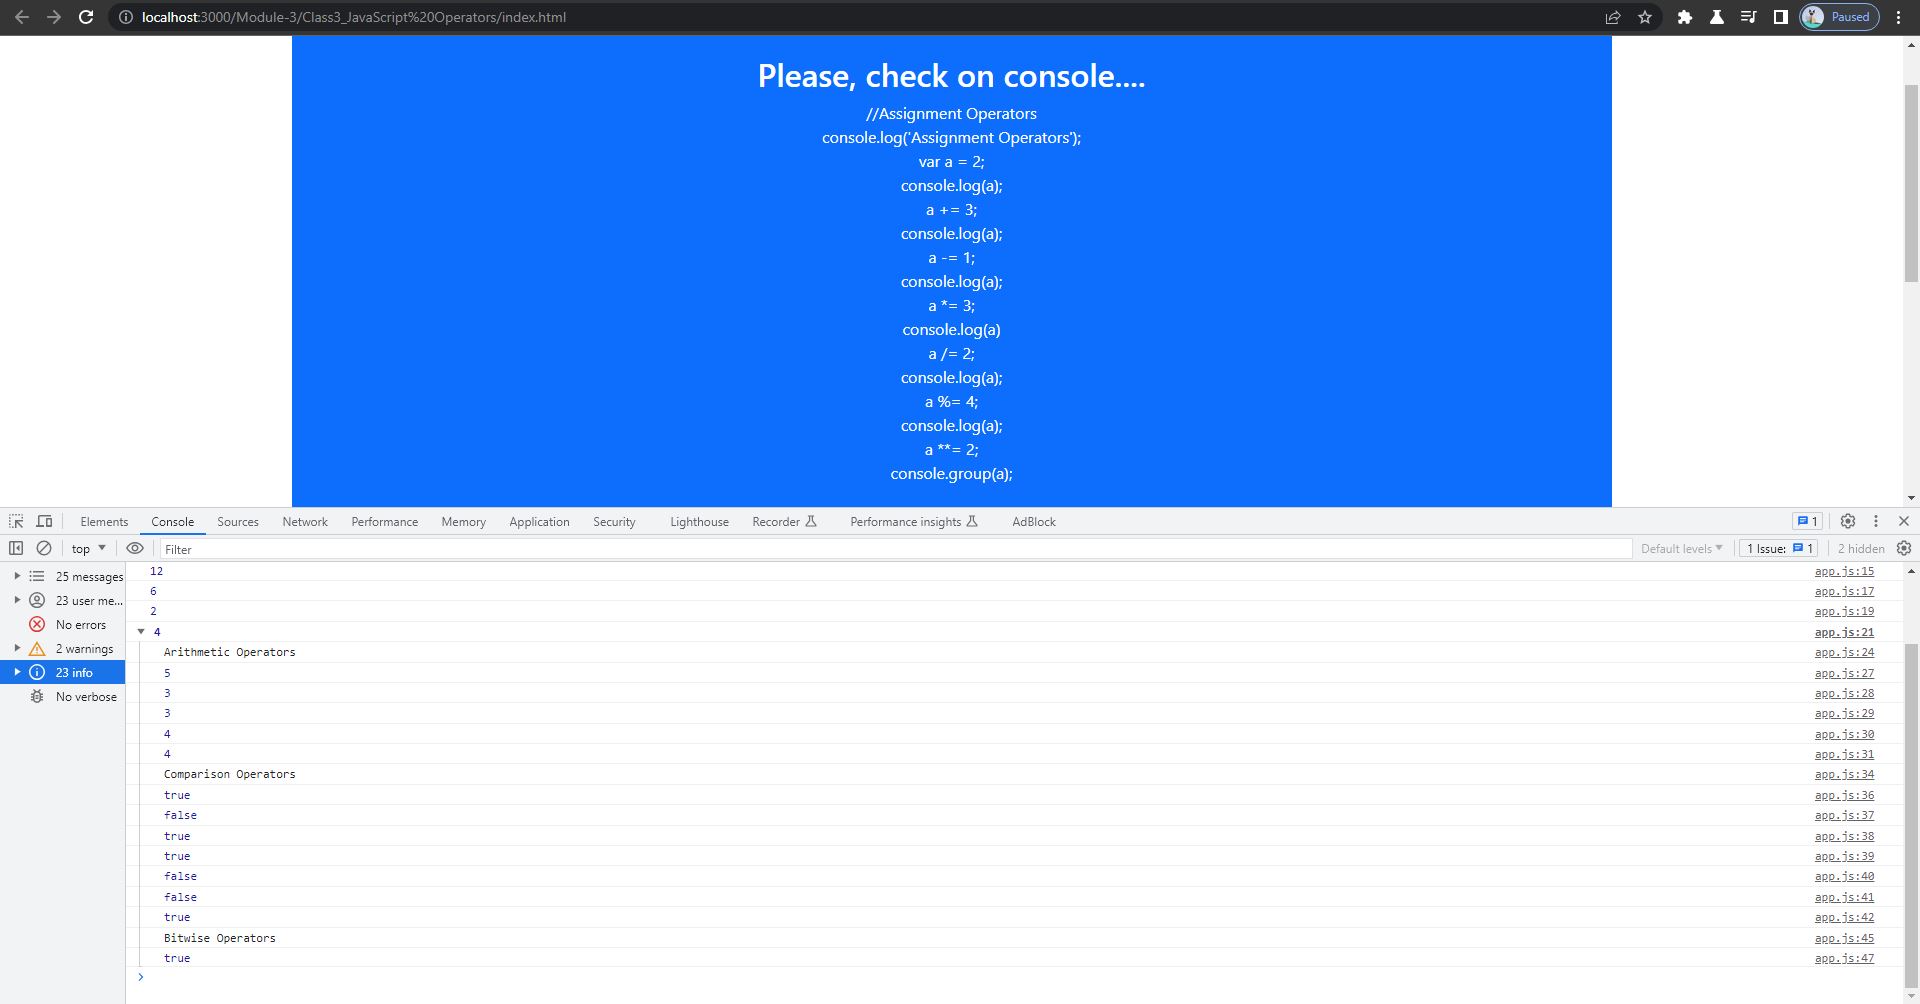 localhost:3000/Module-3/Class3_JavaScript%20Operators/index.html
Paused
Please, check on console....
//Assignment Operators
console.log('Assignment Operators');
var a = 2;
console.log(a);
a += 3;
console.log(a);
a -= 1;
console.log(a);
a *= 3;
console.log(a)
a /= 2;
console.log(a);
a %= 4;
console.log(a);
a **= 2;
console.group(a);
Elements Console Sources Network Performance Memory Application Security Lighthouse Recorder Performance insights AdBlock 1
top Filter Default levels 1 Issue: 1 2 hidden
25 messages
23 user me...
No errors
2 warnings
23 info
No verbose
12 app.js:15
6 app.js:17
2 app.js:19
4 app.js:21
Arithmetic Operators app.js:24
5 app.js:27
3 app.js:28
3 app.js:29
4 app.js:30
4 app.js:31
Comparison Operators app.js:34
true app.js:36
false app.js:37
true app.js:38
true app.js:39
false app.js:40
false app.js:41
true app.js:42
Bitwise Operators app.js:45
true app.js:47